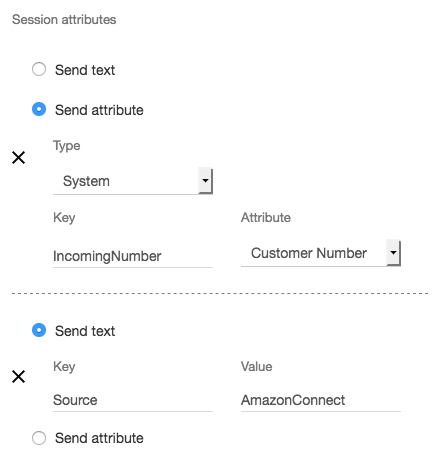 Session attributes
Send text
Send attribute
Type
System
Key Attribute
IncomingNumber Customer Number
Send text
Key Value
Source AmazonConnect
Send attribute